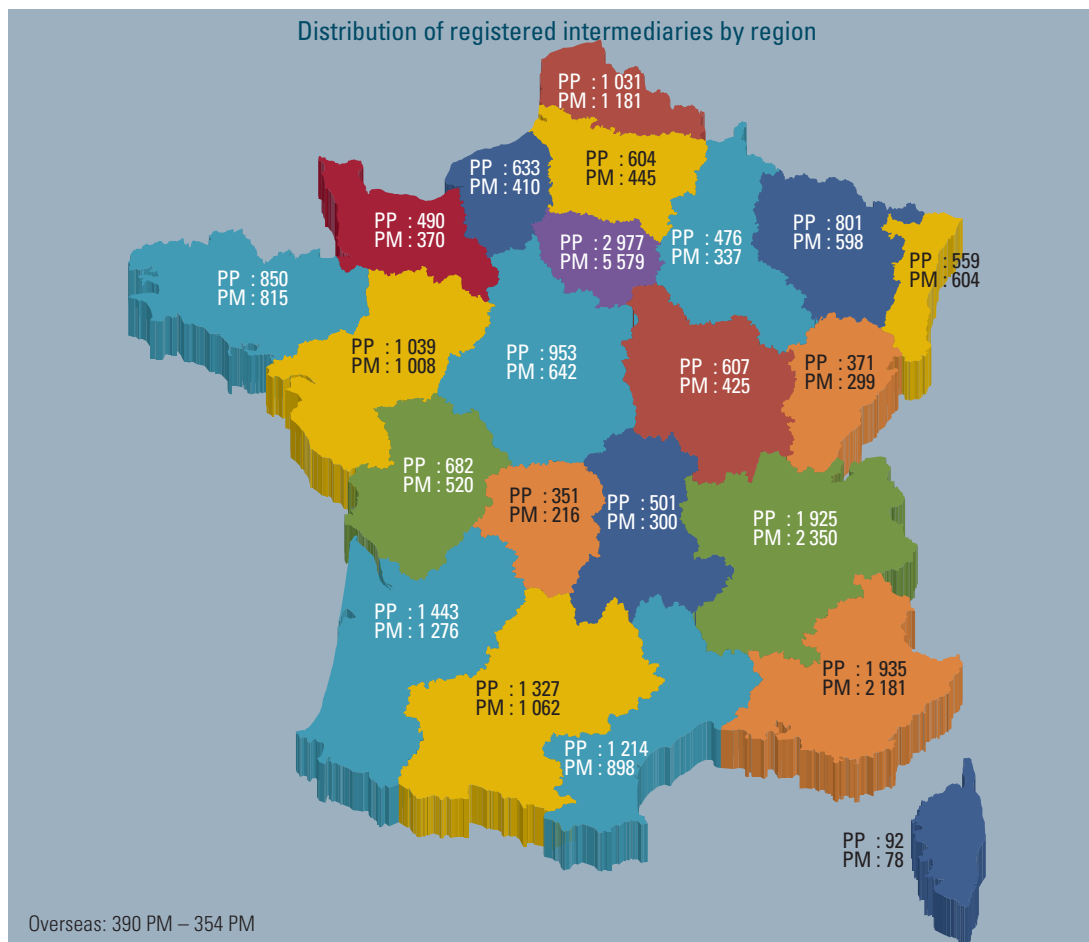 Distribution of registered intermediaries by region
PP : 1 031
PM : 1 181
PP : 633
PM : 410
PP : 604
PM : 445
PP : 490
PM : 370
PP : 2 977
PM : 5 579
PP : 476
PM : 337
PP : 801
PM : 598
PP : 559
PM : 604
PP : 850
PM : 815
PP : 1 039
PM : 1 008
PP : 953
PM : 642
PP : 607
PM : 425
PP : 371
PM : 299
PP : 682
PM : 520
PP : 351
PM : 216
PP : 501
PM : 300
PP : 1 925
PM : 2 350
PP : 1 443
PM : 1 276
PP : 1 327
PM : 1 062
PP : 1 935
PM : 2 181
PP : 1 214
PM : 898
PP : 92
PM : 78
Overseas: 390 PM – 354 PM